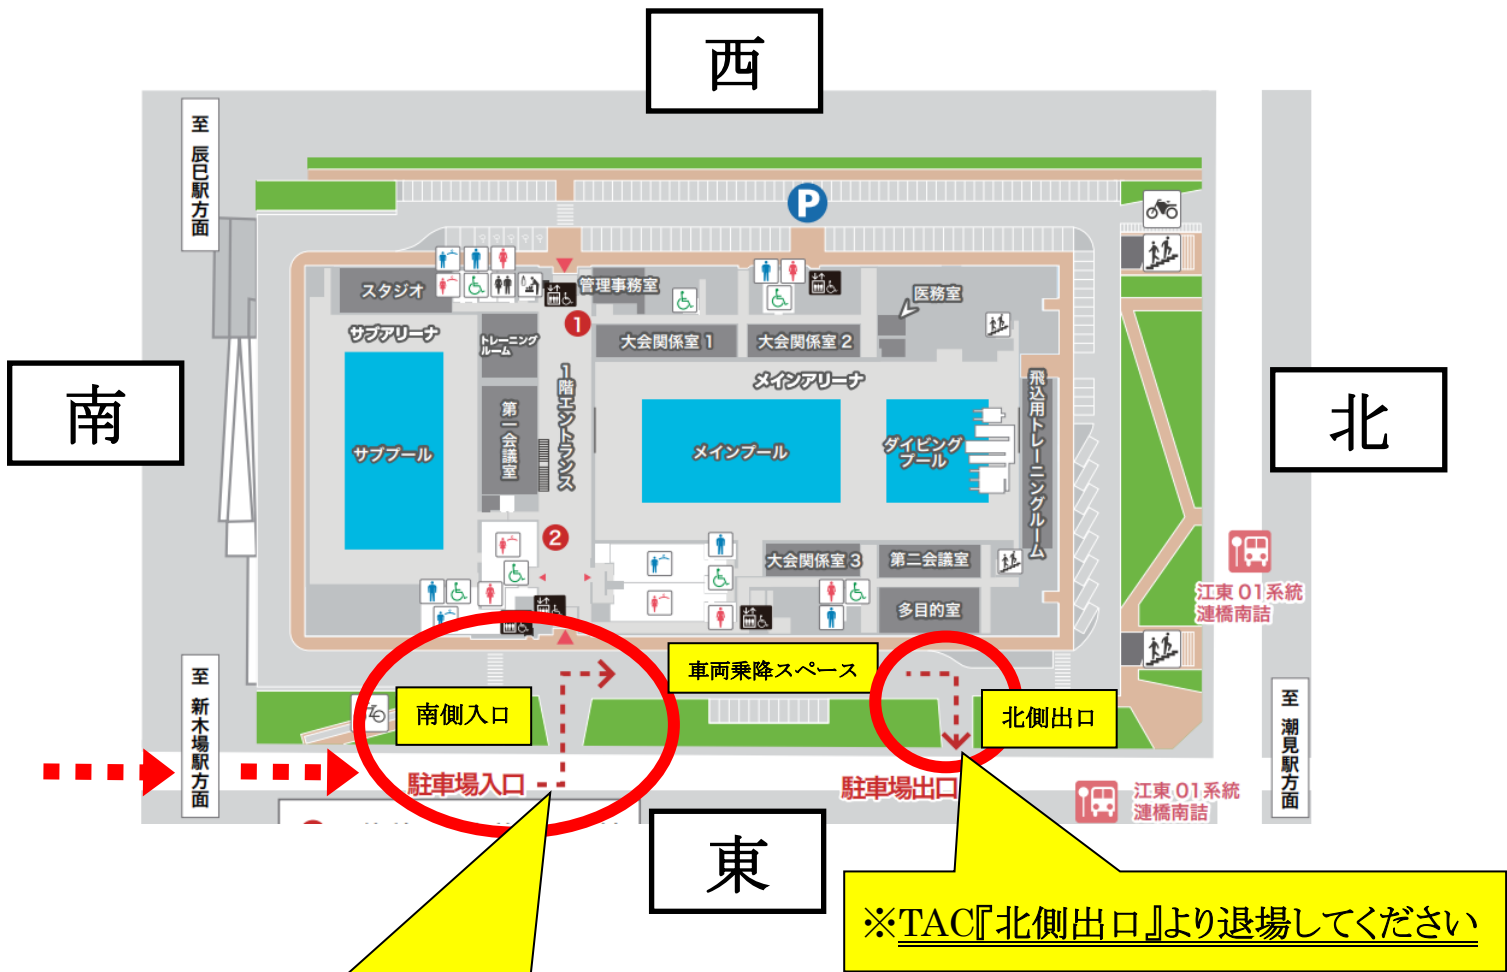 西
至 辰巳駅方面
P
スタジオ
管理事務室
医務室
サブアリーナ
トレーニング
ルーム
1
大会関係室 1
大会関係室 2
メインアリーナ
1階エントランス
飛込用トレーニングルーム
南
北
第一会議室
サブプール
メインプール
ダイビング
プール
2
大会関係室 3
第二会議室
多目的室
江東 01系統
漣橋南詰
車両乗降スペース
至 新木場駅方面
南側入口
北側出口
至 潮見駅方面
駐車場入口
駐車場出口
江東 01系統
漣橋南詰
東
※TAC『北側出口』より退場してください